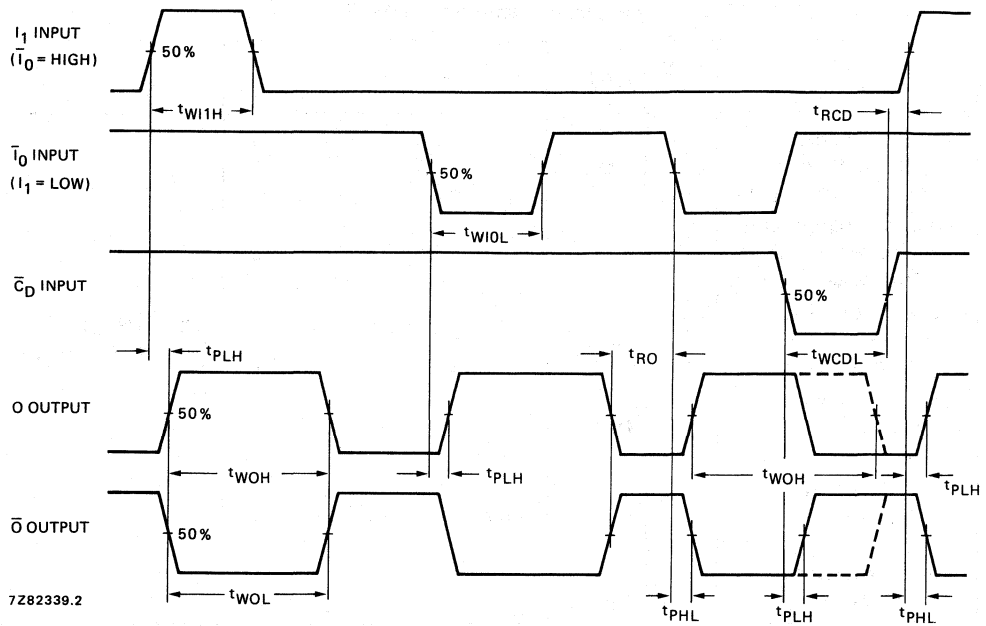 I1 INPUT
(Ī0 = HIGH)
50%
tWI1H
tRCD
Ī0 INPUT
(I1 = LOW)
50%
tWI0L
C̄D INPUT
50%
tPLH
tRO
tWCDL
O OUTPUT
50%
tWOH
tPLH
tWOH
tPLH
Ō OUTPUT
50%
7Z82339.2
tWOL
tPHL
tPLH
tPHL